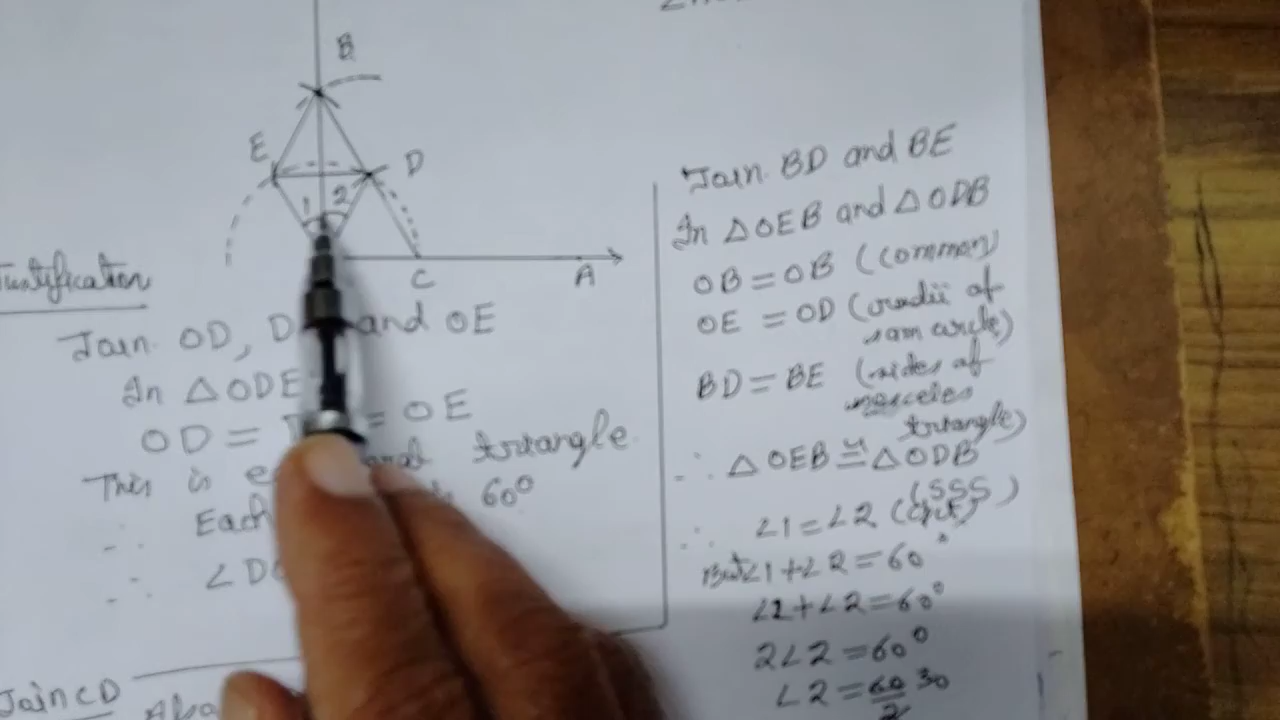 B
E
D
1 2
C
A
Justification
Join OD, D and OE
In △ODE
OD = = OE
This is triangle
∴ Each 60°
∴ ∠DO
Join CD
Join BD and BE
In △OEB and △ODB
OB = OB (common)
OE = OD (radii of
sam circle)
BD = BE (sides of
triangle)
∴ △OEB ≅ △ODB
(SSS)
∴ ∠1 = ∠2
But ∠1 + ∠2 = 60°
∠2 + ∠2 = 60°
2∠2 = 60°
∠2 = 60/2 30